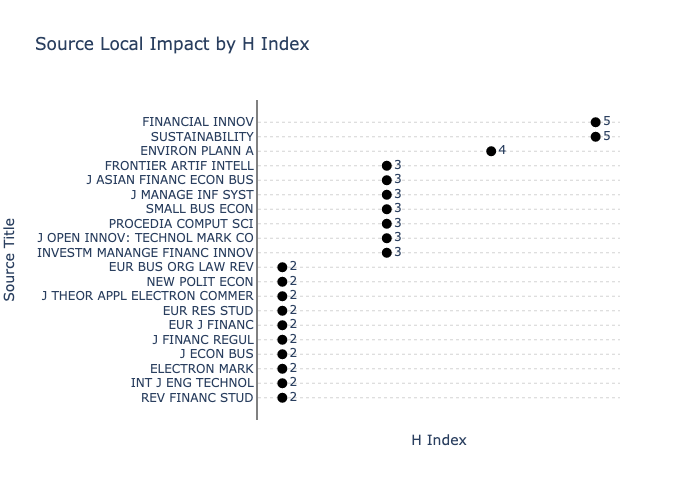 Source Local Impact by H Index
FINANCIAL INNOV 5
SUSTAINABILITY 5
ENVIRON PLANN A 4
FRONTIER ARTIF INTELL 3
J ASIAN FINANC ECON BUS 3
J MANAGE INF SYST 3
SMALL BUS ECON 3
PROCEDIA COMPUT SCI 3
J OPEN INNOV: TECHNOL MARK CO 3
INVESTM MANANGE FINANC INNOV 3
EUR BUS ORG LAW REV 2
NEW POLIT ECON 2
J THEOR APPL ELECTRON COMMER 2
EUR RES STUD 2
EUR J FINANC 2
J FINANC REGUL 2
J ECON BUS 2
ELECTRON MARK 2
INT J ENG TECHNOL 2
REV FINANC STUD 2
Source Title
H Index